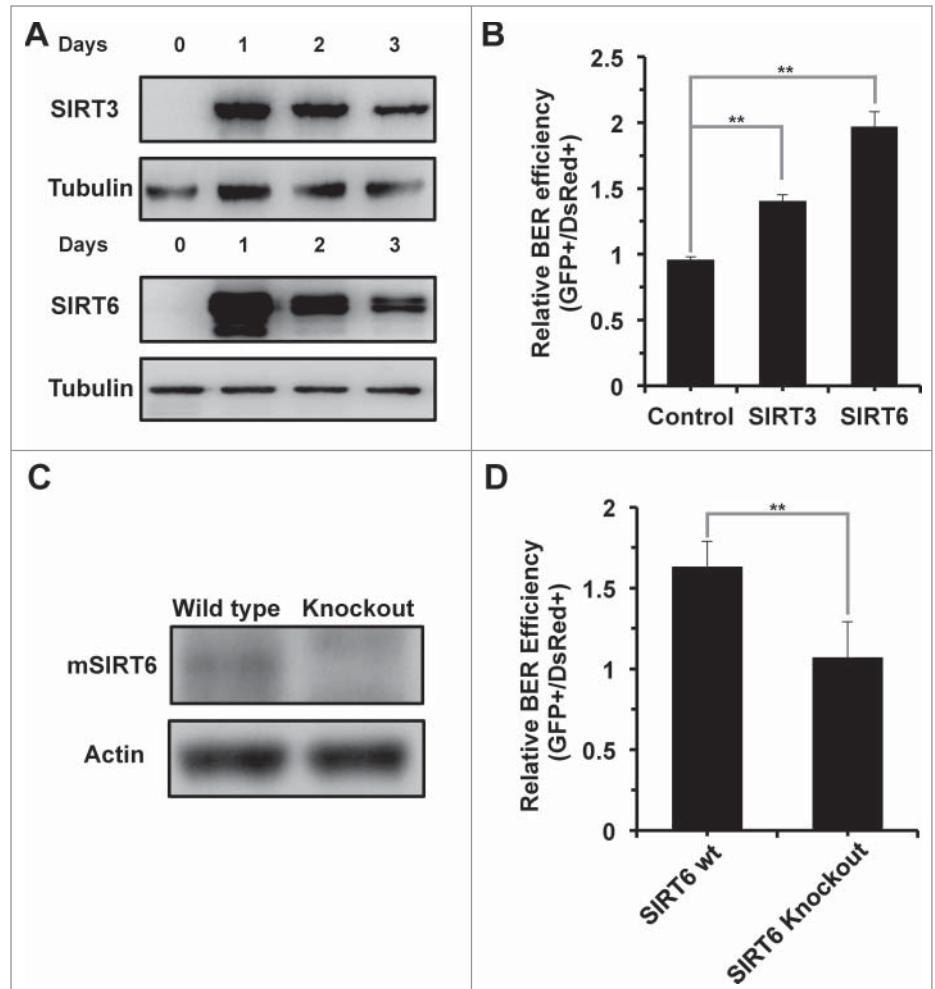 A
Days 0 1 2 3
SIRT3
Tubulin
Days 0 1 2 3
SIRT6
Tubulin
B
Relative BER efficiency
(GFP+/DsRed+)
2.5
2
1.5
1
0.5
0
**
**
Control SIRT3 SIRT6
C
Wild type Knockout
mSIRT6
Actin
D
Relative BER Efficiency
(GFP+/DsRed+)
2
1.5
1
0.5
0
**
SIRT6 wt
SIRT6 Knockout